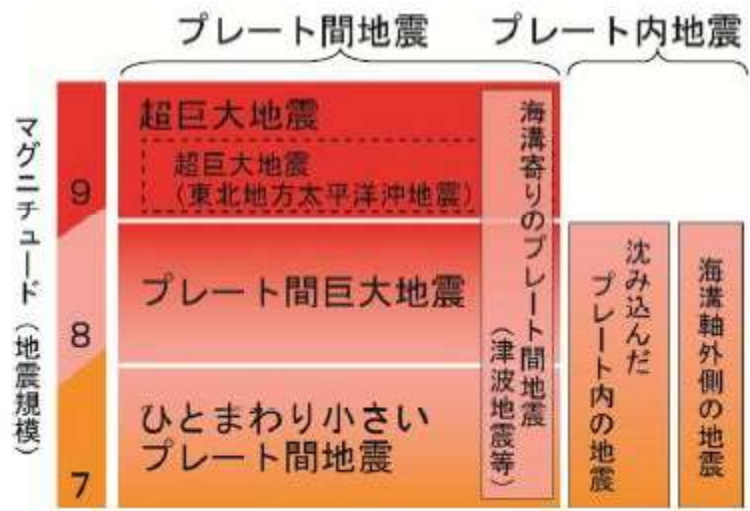 プレート間地震
プレート内地震
マグニチュード（地震規模）
9
8
7
超巨大地震
超巨大地震
（東北地方太平洋沖地震）
プレート間巨大地震
ひとまわり小さい
プレート間地震
海溝寄りのプレート間地震
（津波地震等）
沈み込んだ
プレート内の地震
海溝軸外側の地震